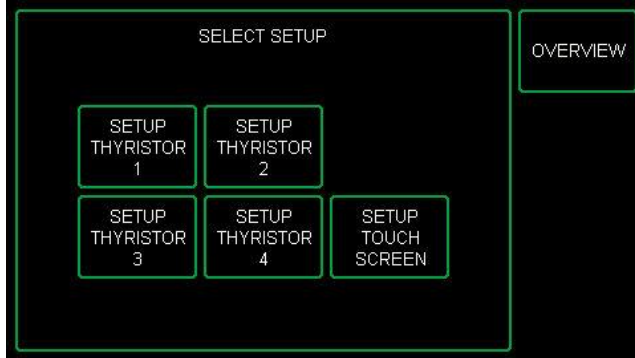 SELECT SETUP
OVERVIEW
SETUP
THYRISTOR
1
SETUP
THYRISTOR
2
SETUP
THYRISTOR
3
SETUP
THYRISTOR
4
SETUP
TOUCH
SCREEN